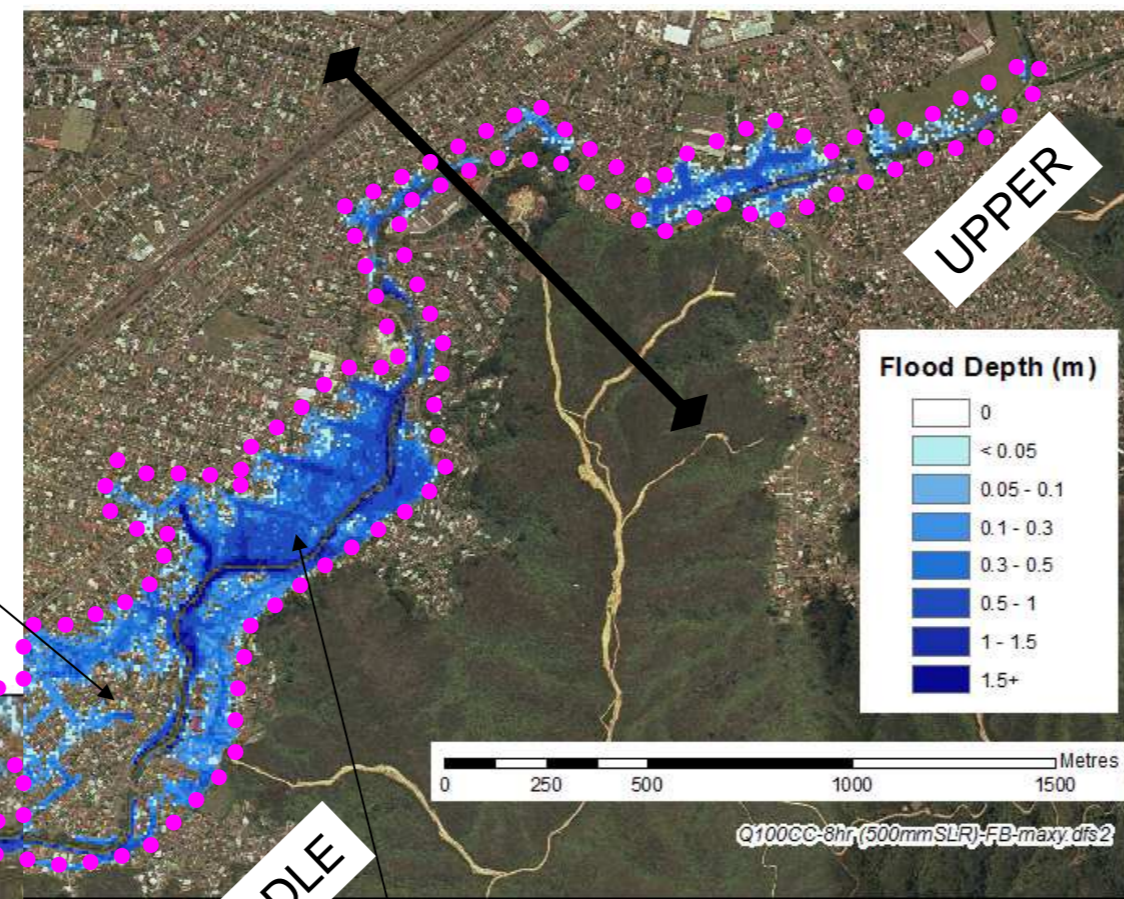 UPPER
Flood Depth (m)
0
< 0.05
0.05 - 0.1
0.1 - 0.3
0.3 - 0.5
0.5 - 1
1 - 1.5
1.5+
Metres
0 250 500 1000 1500
Q100CC-8hr (500mmSLR)-FB-maxy.dfs2
DLE